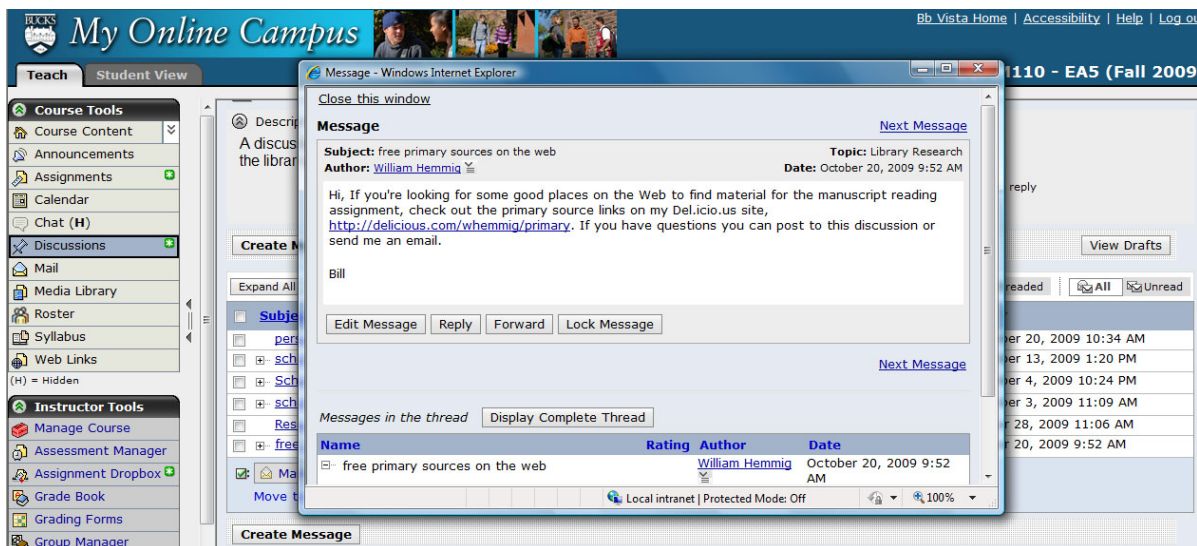 BUCKS
My Online Campus
Bb Vista Home | Accessibility | Help | Log ou
Teach Student View
110 - EA5 (Fall 2009
Course Tools
Course Content
Announcements
Assignments
Calendar
Chat (H)
Discussions
Mail
Media Library
Roster
Syllabus
Web Links
(H) = Hidden
Instructor Tools
Manage Course
Assessment Manager
Assignment Dropbox
Grade Book
Grading Forms
Group Manager
Descrip
A discus
the librar
reply
Create M
View Drafts
Expand All
readed All Unread
Subje
pers
er 20, 2009 10:34 AM
sch
er 13, 2009 1:20 PM
Sch
er 4, 2009 10:24 PM
sch
er 3, 2009 11:09 AM
Res
r 28, 2009 11:06 AM
free
r 20, 2009 9:52 AM
Ma
Move t
Create Message
Message - Windows Internet Explorer
Close this window
Message
Next Message
Subject: free primary sources on the web
Topic: Library Research
Author: William Hemmig
Date: October 20, 2009 9:52 AM
Hi, If you're looking for some good places on the Web to find material for the manuscript reading
assignment, check out the primary source links on my Del.icio.us site,
http://delicious.com/whemmig/primary. If you have questions you can post to this discussion or
send me an email.
Bill
Edit Message Reply Forward Lock Message
Next Message
Messages in the thread Display Complete Thread
Name Rating Author Date
free primary sources on the web William Hemmig October 20, 2009 9:52
AM
Local intranet | Protected Mode: Off 100%